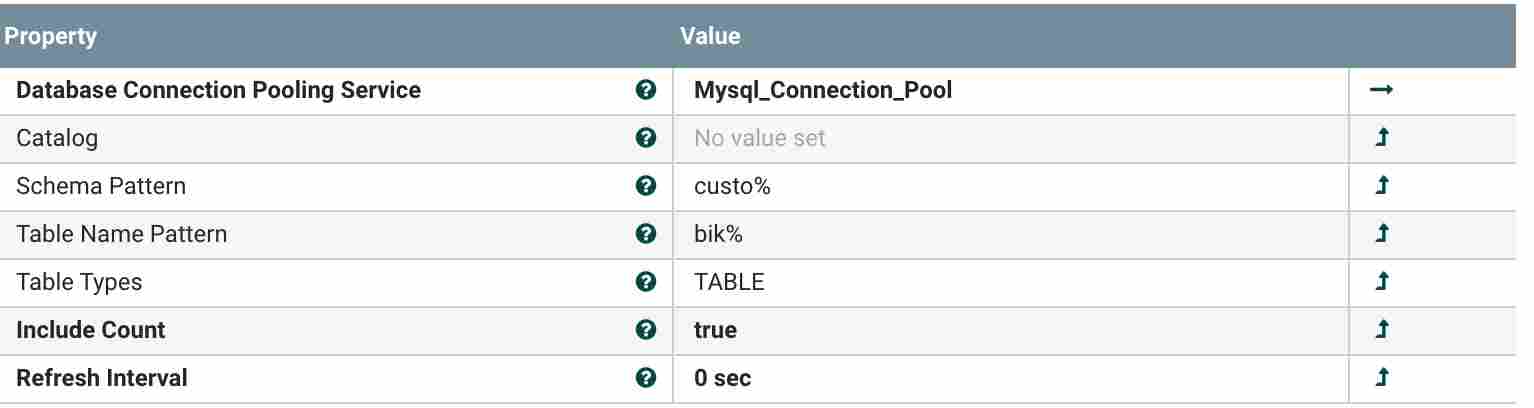 Property Value
Database Connection Pooling Service ? Mysql_Connection_Pool
Catalog ? No value set
Schema Pattern ? custo%
Table Name Pattern ? bik%
Table Types ? TABLE
Include Count ? true
Refresh Interval ? 0 sec